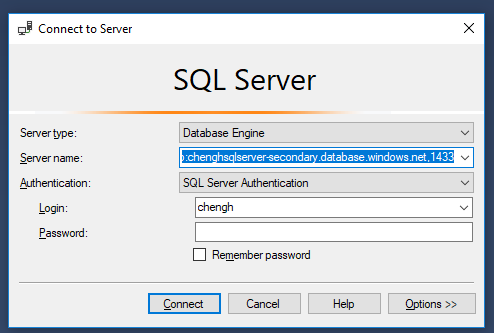 Connect to Server
SQL Server
Server type: Database Engine
Server name: :chenghsqlserver-secondary.database.windows.net,1433
Authentication: SQL Server Authentication
Login: chengh
Password:
Remember password
Connect Cancel Help Options >>